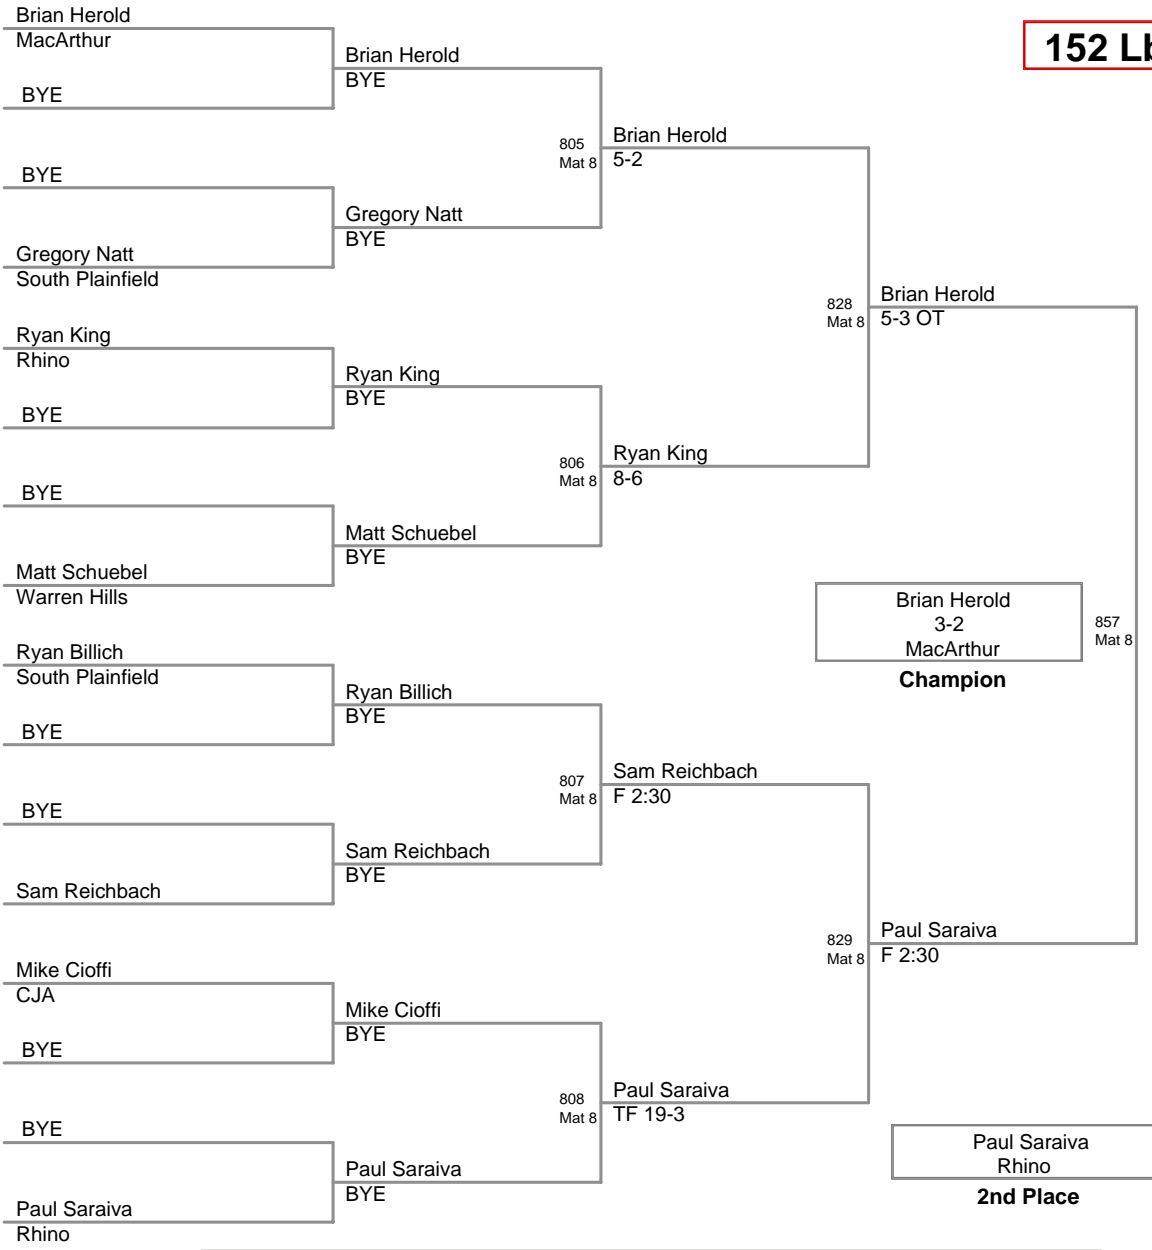 Brian Herold
MacArthur
BYE
BYE
Gregory Natt
South Plainfield
Ryan King
Rhino
BYE
BYE
Matt Schuebel
Warren Hills
Ryan Billich
South Plainfield
BYE
BYE
Sam Reichbach
Mike Cioffi
CJA
BYE
BYE
Paul Saraiva
Rhino
Brian Herold
BYE
Gregory Natt
BYE
Ryan King
BYE
Matt Schuebel
BYE
Ryan Billich
BYE
Sam Reichbach
BYE
Mike Cioffi
BYE
Paul Saraiva
BYE
805
Mat 8
Brian Herold
5-2
806
Mat 8
Ryan King
8-6
807
Mat 8
Sam Reichbach
F 2:30
808
Mat 8
Paul Saraiva
TF 19-3
828
Mat 8
Brian Herold
5-3 OT
829
Mat 8
Paul Saraiva
F 2:30
152 Lb
857
Mat 8
Brian Herold
3-2
MacArthur
Champion
Paul Saraiva
Rhino
2nd Place